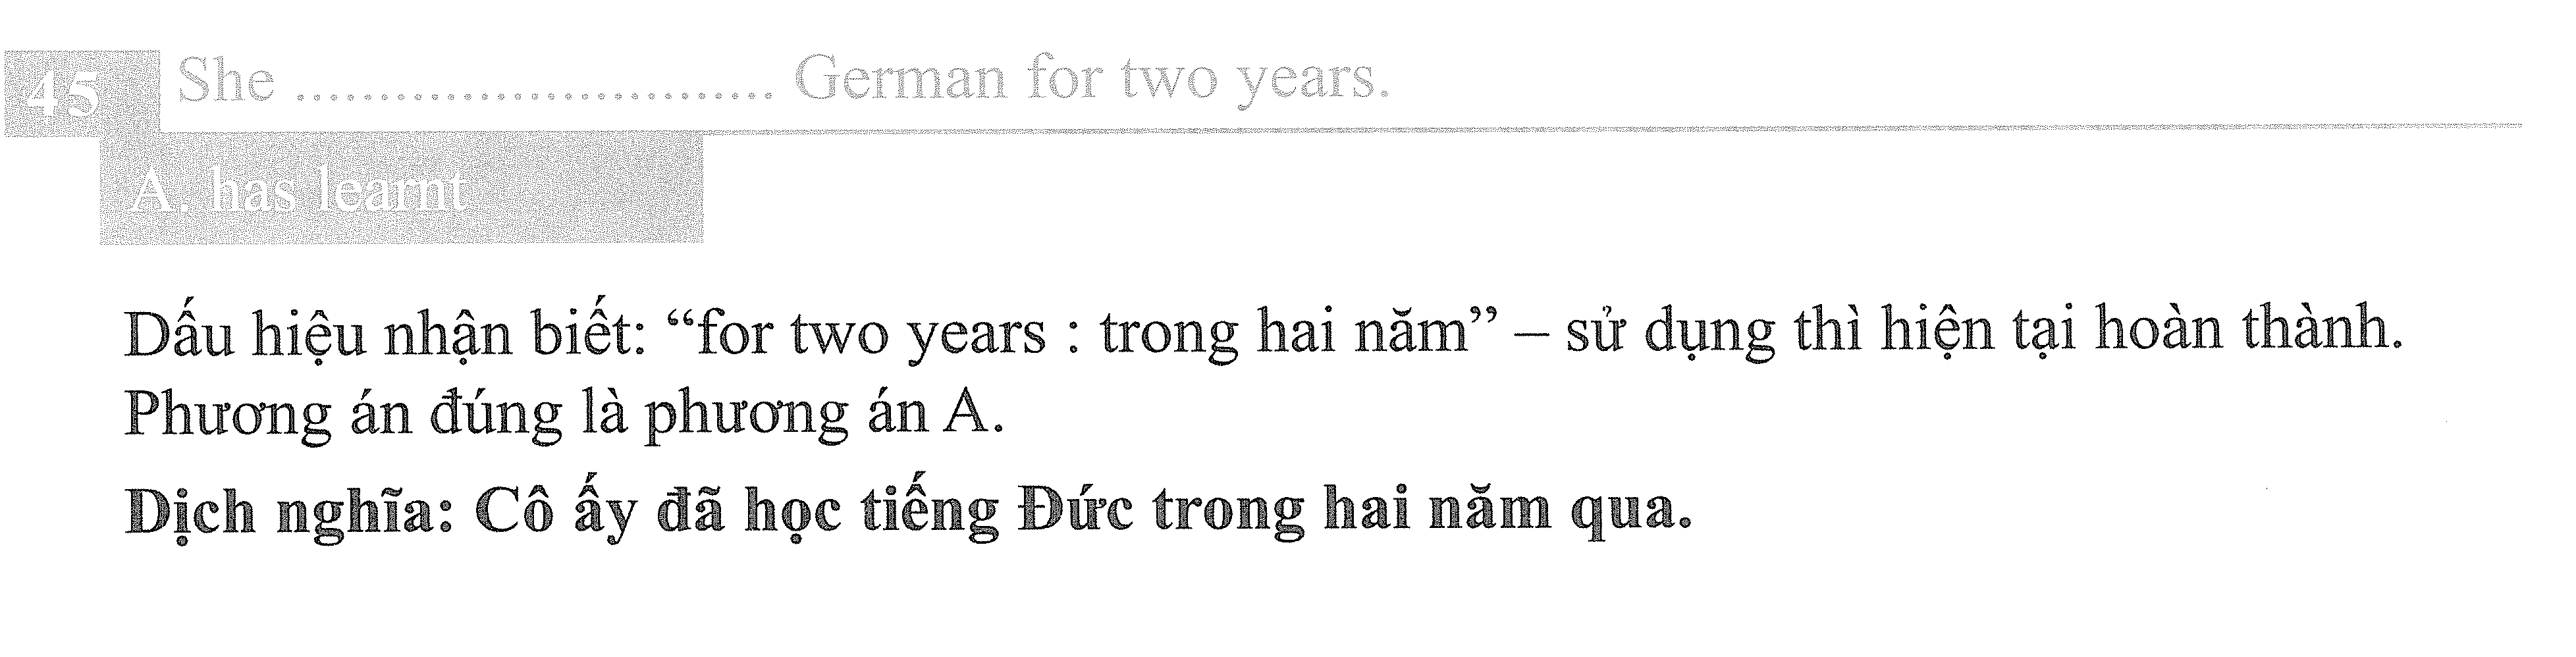 45 She ............................ German for two years.
A. has learnt
Dấu hiệu nhận biết: “for two years : trong hai năm” – sử dụng thì hiện tại hoàn thành.
Phương án đúng là phương án A.
Dịch nghĩa: Cô ấy đã học tiếng Đức trong hai năm qua.